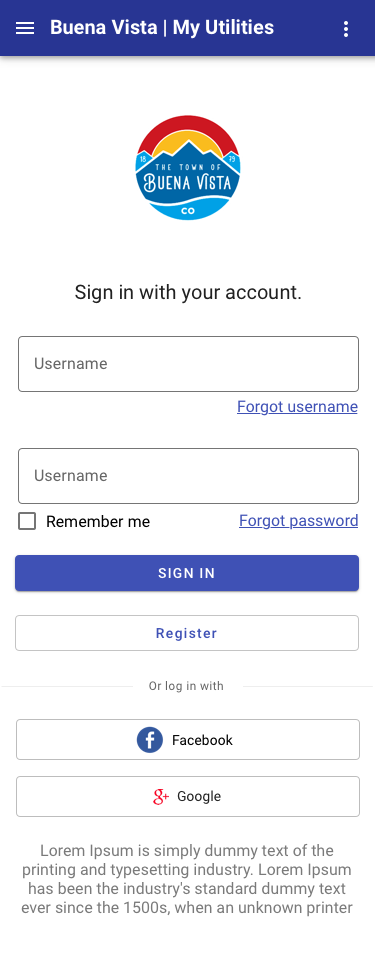 Buena Vista | My Utilities
THE TOWN OF
18 79
BUENA VISTA
CO
Sign in with your account.
Username
Forgot username
Username
Remember me Forgot password
SIGN IN
Register
Or log in with
Facebook
Google
Lorem Ipsum is simply dummy text of the
printing and typesetting industry. Lorem Ipsum
has been the industry's standard dummy text
ever since the 1500s, when an unknown printer